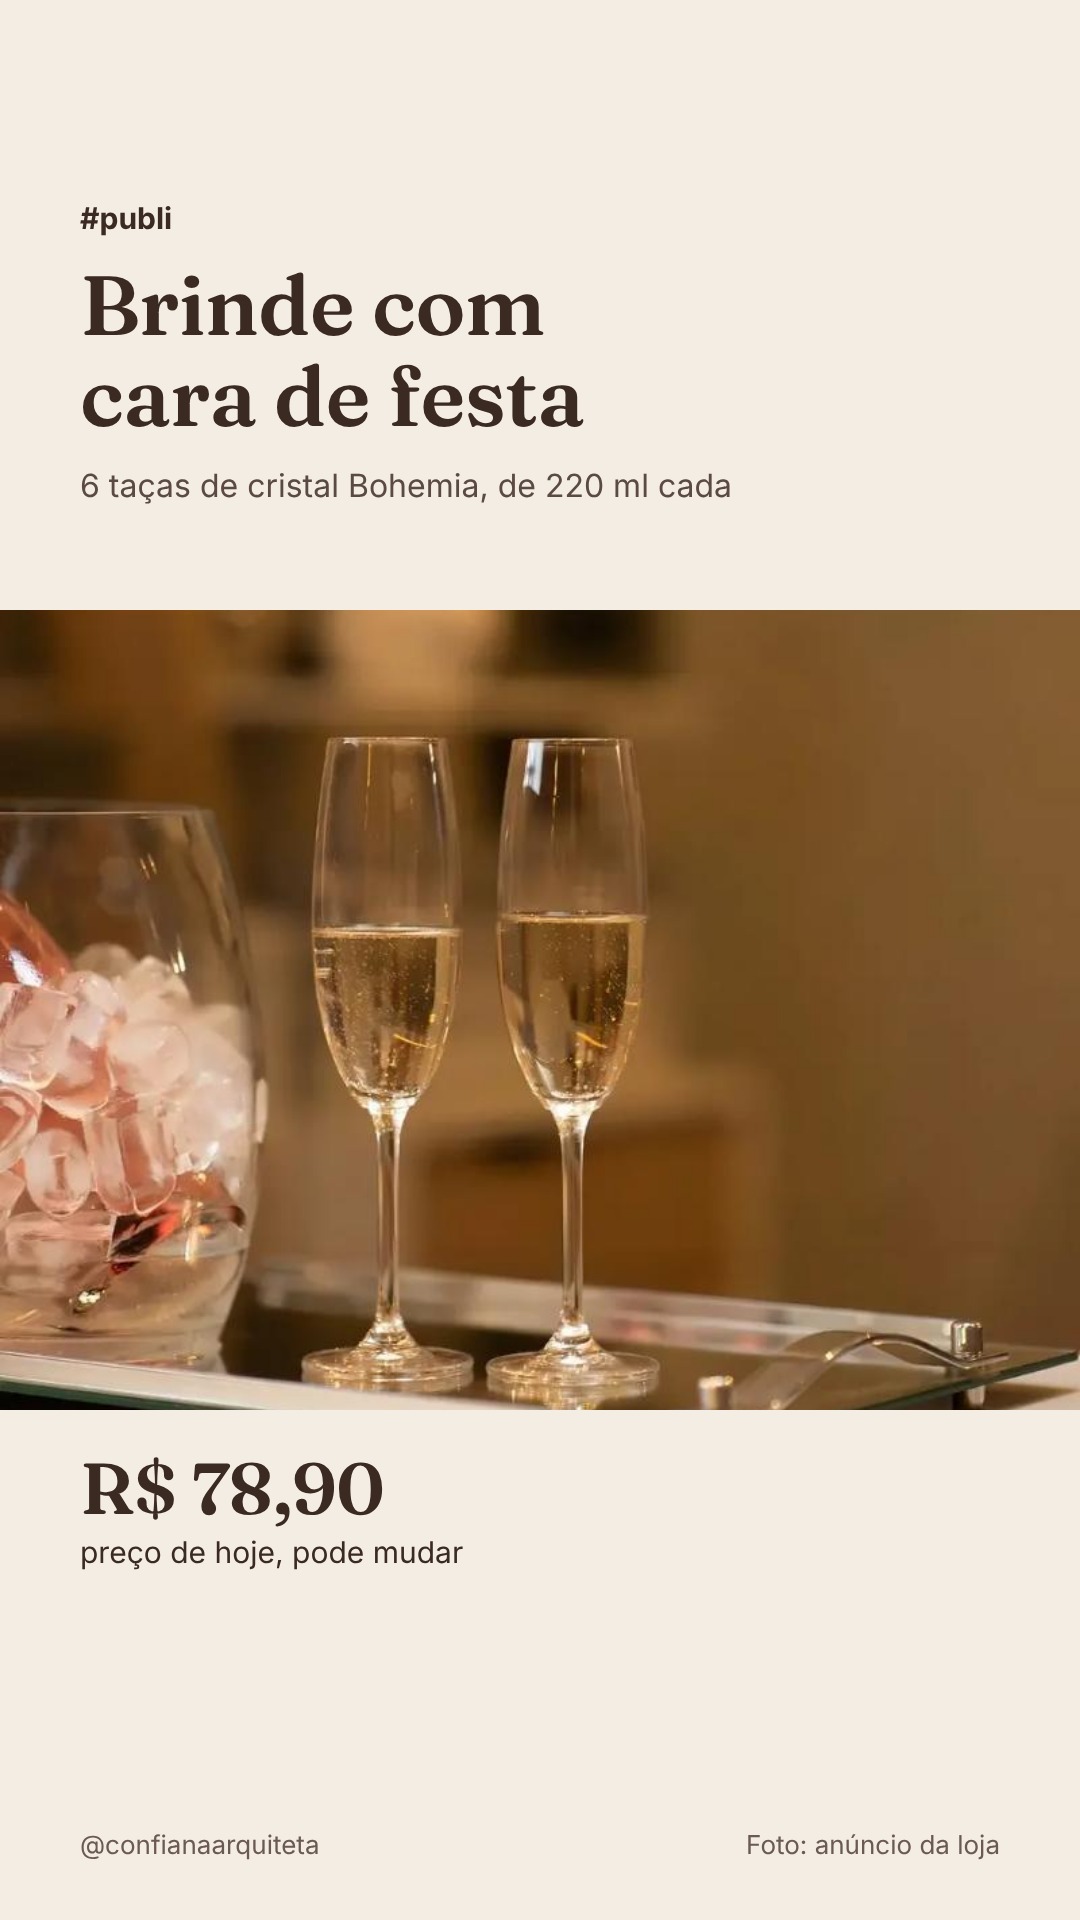 #publi
Brinde com
cara de festa
6 taças de cristal Bohemia, de 220 ml cada
R$ 78,90
preço de hoje, pode mudar
@confianaarquiteta
Foto: anúncio da loja